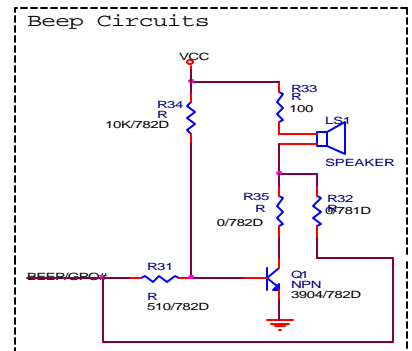 Beep Circuits
VCC
R33
R
100
R34
R
10K/782D
LS1
SPEAKER
R35
R
0/782D
R32
R
0/781D
BEEP/GPO#
R31
R
510/782D
Q1
NPN
3904/782D